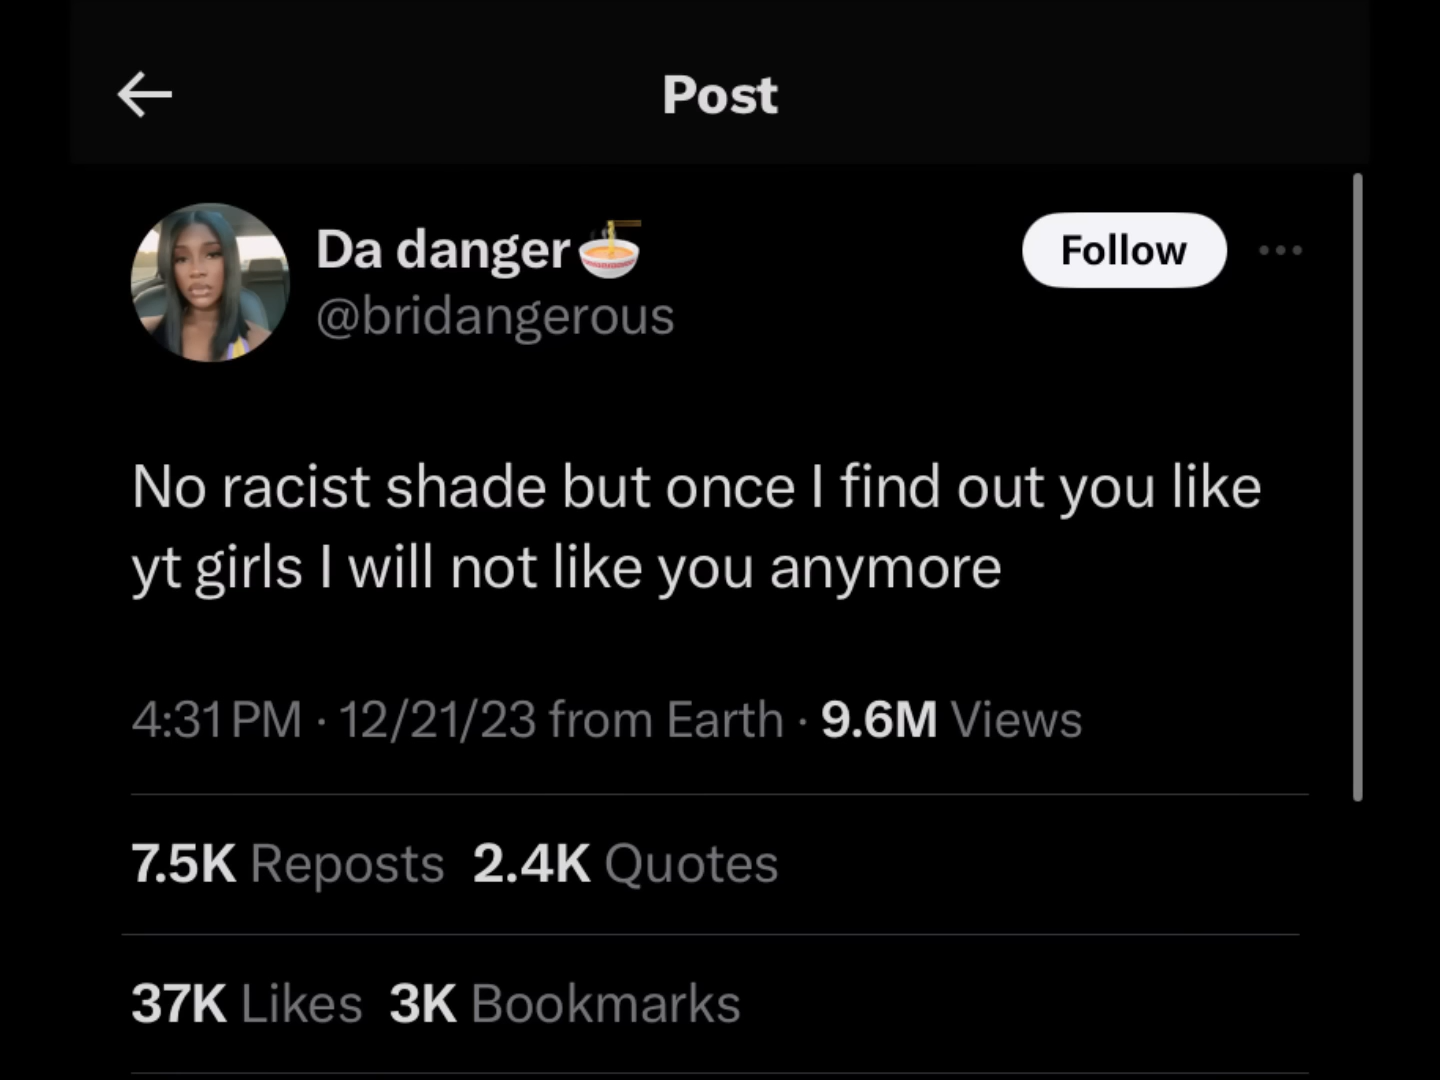 Post
Da danger🍜
Follow
@bridangerous
No racist shade but once I find out you like
yt girls I will not like you anymore
4:31 PM · 12/21/23 from Earth · 9.6M Views
7.5K Reposts 2.4K Quotes
37K Likes 3K Bookmarks